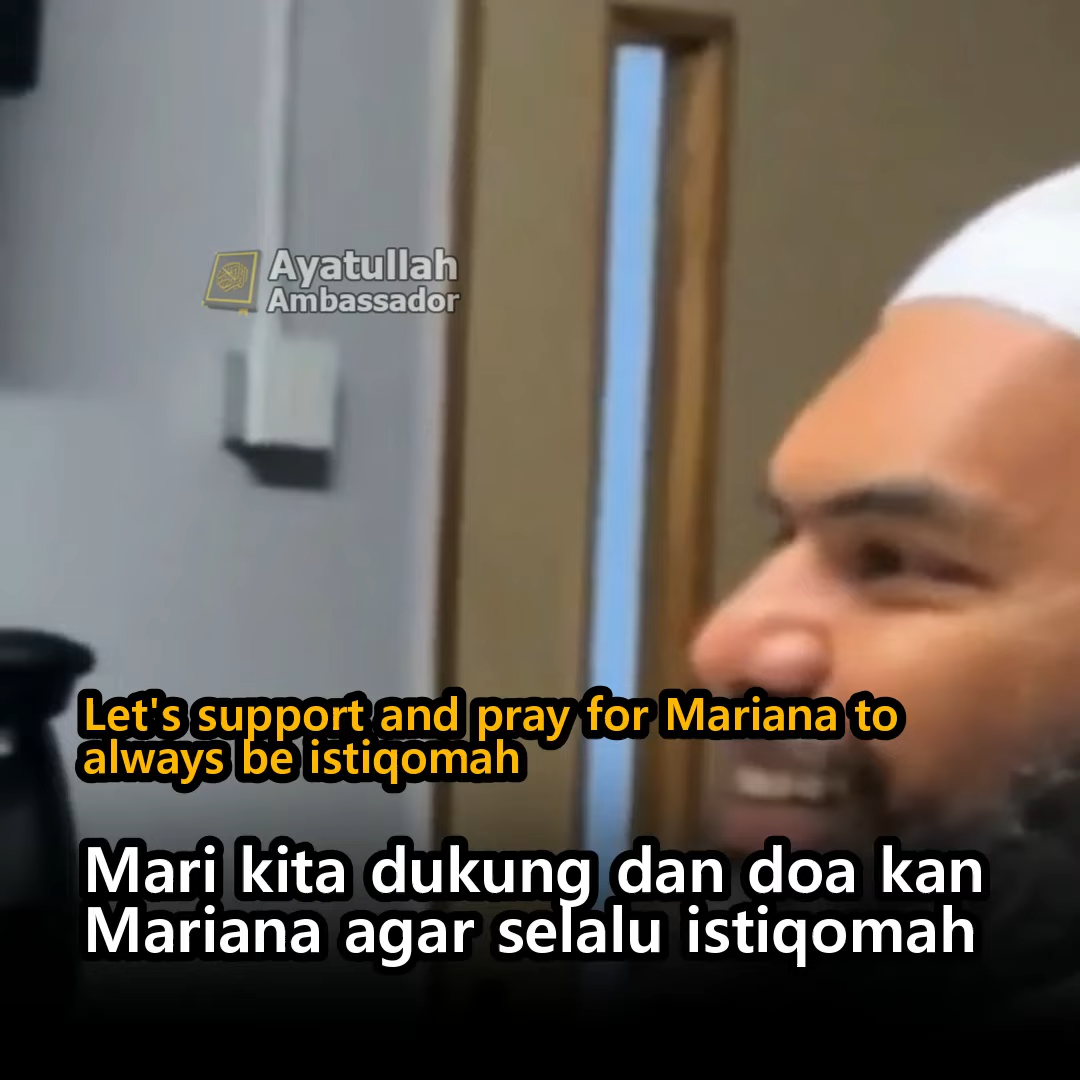 Ayatullah
Ambassador
Let's support and pray for Mariana to
always be istiqomah
Mari kita dukung dan doa kan
Mariana agar selalu istiqomah